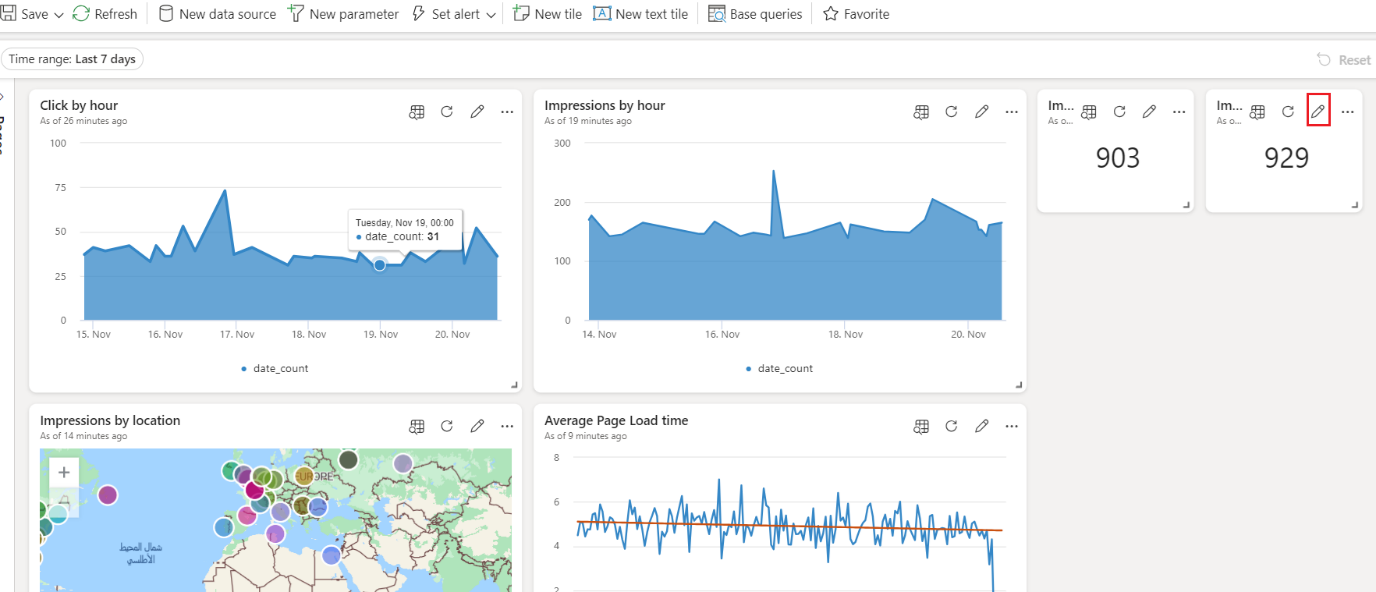 Save Refresh New data source New parameter Set alert New tile New text tile Base queries Favorite
Time range: Last 7 days
Reset
Pages
Click by hour
As of 26 minutes ago
100
75
50
25
0
Tuesday, Nov 19, 00:00
date_count: 31
15. Nov 16. Nov 17. Nov 18. Nov 19. Nov 20. Nov
date_count
Impressions by hour
As of 19 minutes ago
300
200
100
0
14. Nov 16. Nov 18. Nov 20. Nov
date_count
Im...
As o...
903
Im...
As o...
929
Impressions by location
As of 14 minutes ago
EUROPE
شمال المحيط
الأطلسي
Average Page Load time
As of 9 minutes ago
8
6
4
2